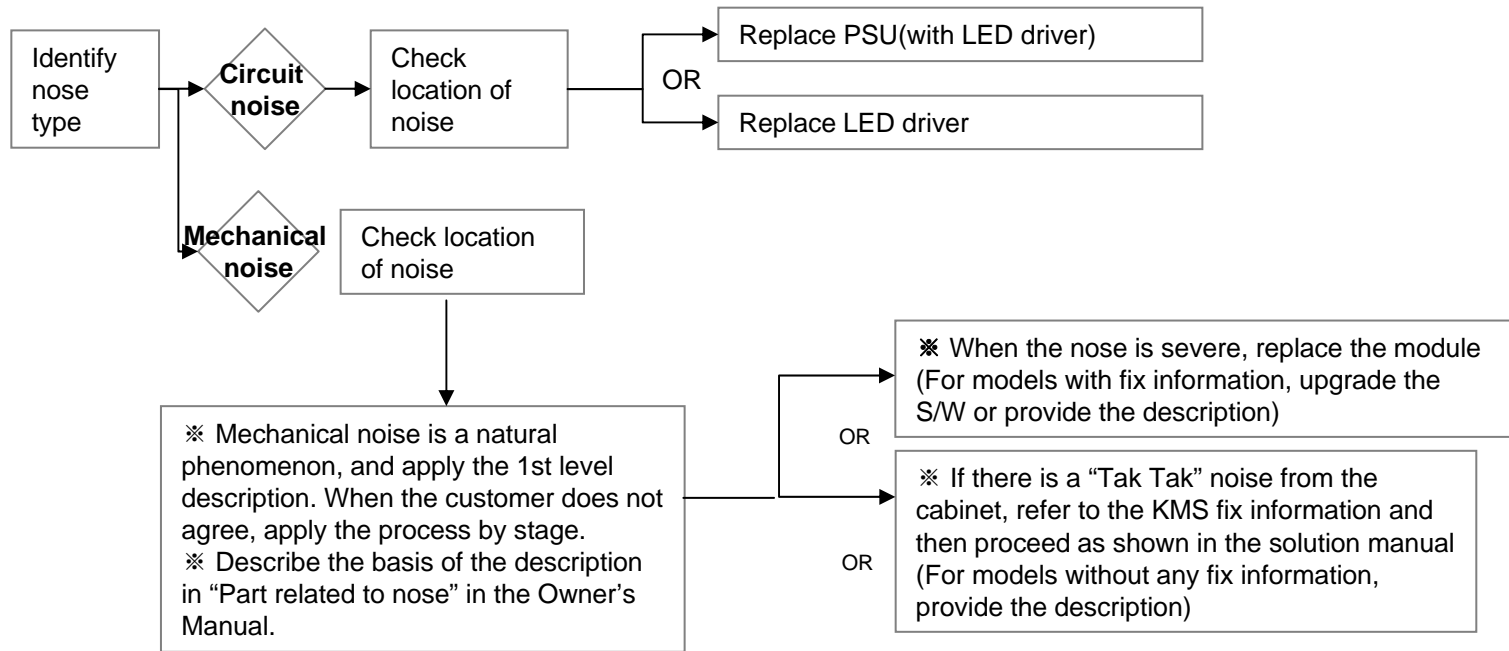 Identify
nose
type
Circuit
noise
Check
location of
noise
Replace PSU(with LED driver)
OR
Replace LED driver
Mechanical
noise
Check location
of noise
※ Mechanical noise is a natural
phenomenon, and apply the 1st level
description. When the customer does not
agree, apply the process by stage.
※ Describe the basis of the description
in “Part related to nose” in the Owner’s
Manual.
※ When the nose is severe, replace the module
(For models with fix information, upgrade the
S/W or provide the description)
OR
※ If there is a “Tak Tak” noise from the
cabinet, refer to the KMS fix information and
then proceed as shown in the solution manual
(For models without any fix information,
provide the description)
OR